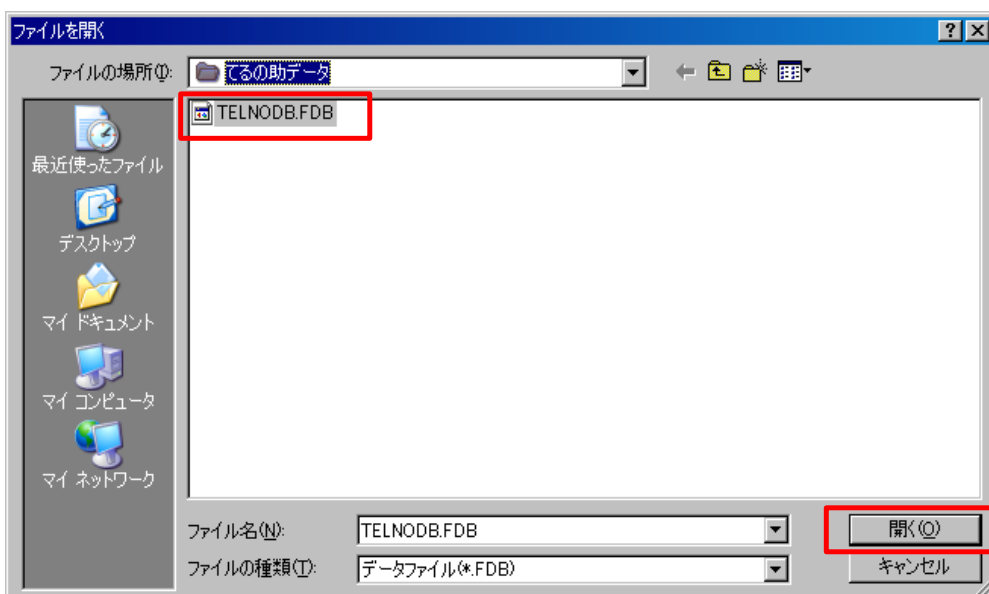 ファイルを開く
ファイルの場所(I):
てるの助データ
TELNODB.FDB
最近使ったファイル
デスクトップ
マイ ドキュメント
マイ コンピュータ
マイ ネットワーク
ファイル名(N):
TELNODB.FDB
開く(O)
ファイルの種類(T):
データファイル(*.FDB)
キャンセル